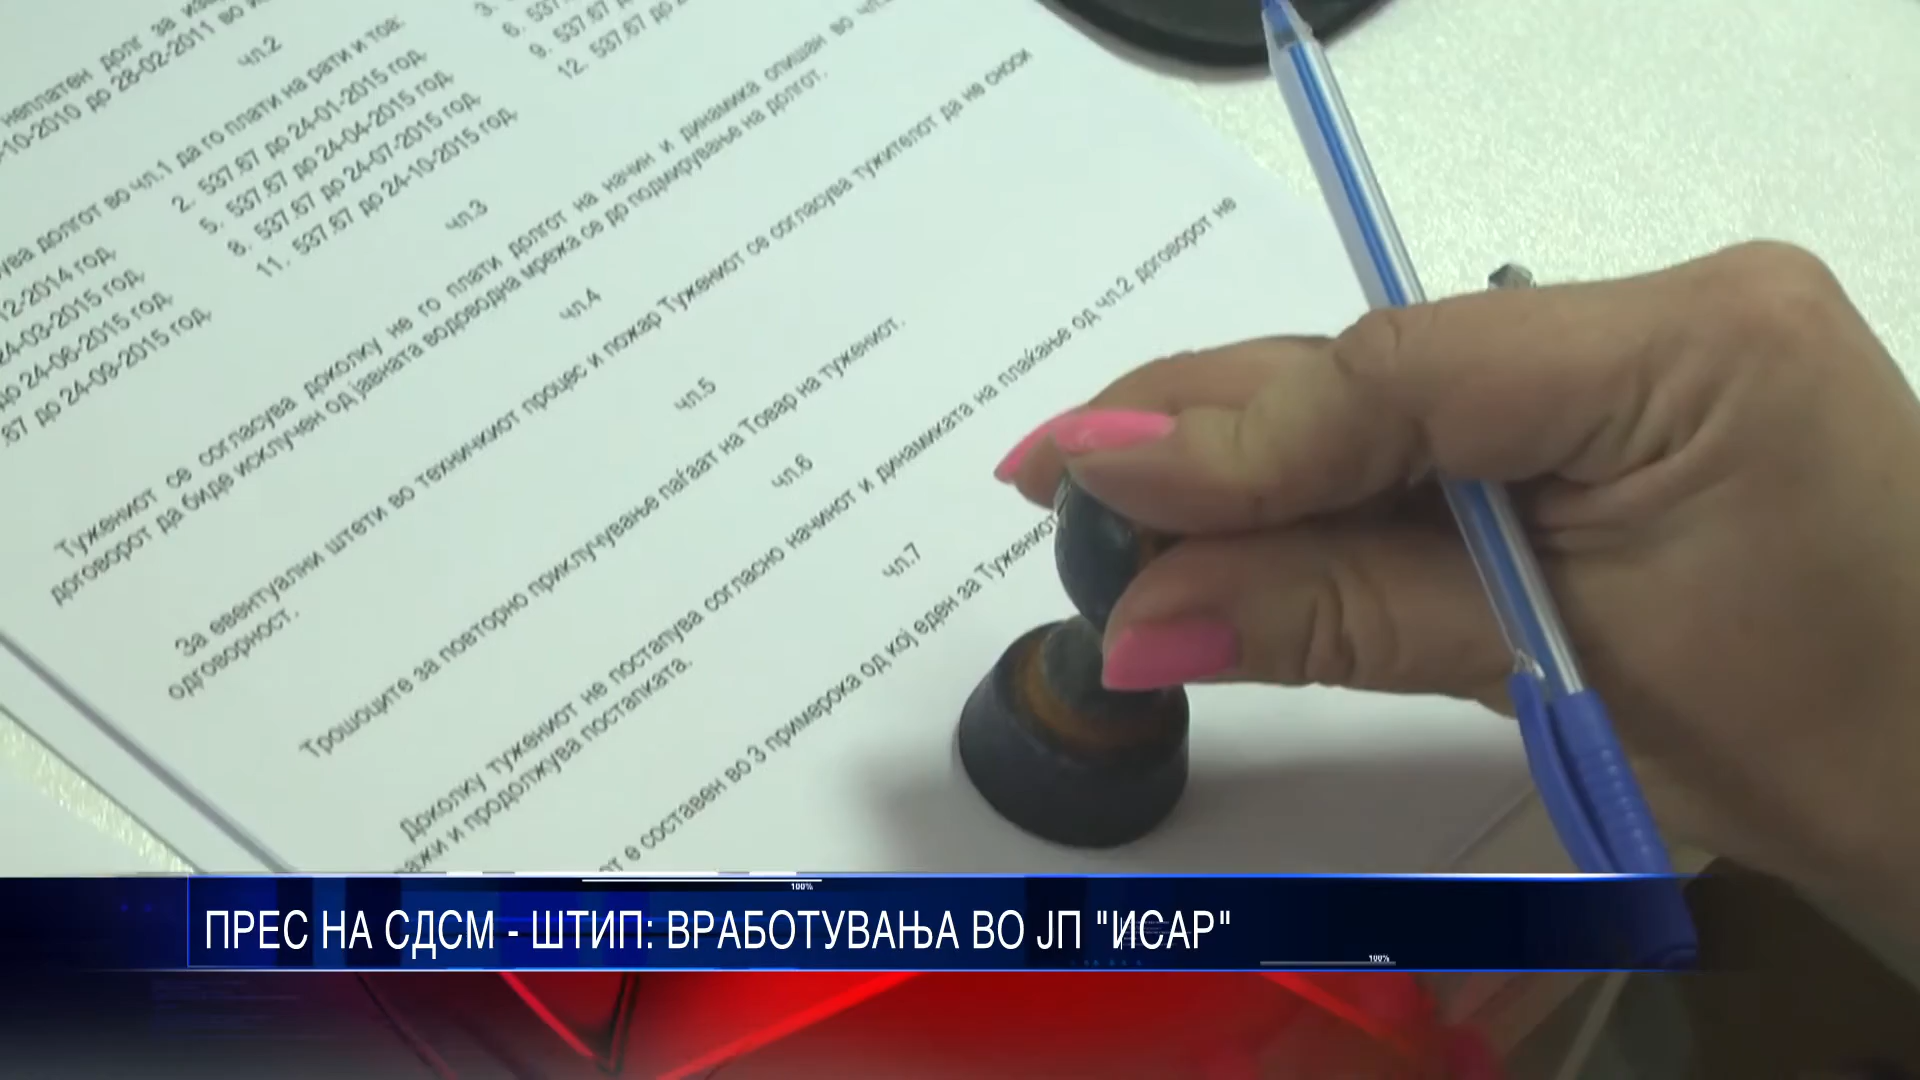 неплатен долг за
-10-2010 до 28-02-2011 во
чл.2
долгот во чл.1 да го плати на рати и тоа:
12-2014 год. 2. 537.67 до 24-01-2015 год. 3.
24-03-2015 год. 5. 537.67 до 24-04-2015 год. 6. 537.
до 24-06-2015 год. 8. 537.67 до 24-07-2015 год. 9. 537.67 до
.67 до 24-09-2015 год. 11. 537.67 до 24-10-2015 год. 12. 537.67 до
чл.3
Тужениот се согласува доколку не го плати долгот на начин и динамика опишан во чл.
договорот да биде исклучен од јавната водоводна мрежа се до подмирување на долгот.
чл.4
За евентуални штети во техничкиот процес и пожар Тужениот се согласува тужителот да не сноси
одговорност.
чл.5
Трошоците за повторно приклучување паѓаат на Товар на тужениот.
чл.6
Доколку тужениот не постапува согласно начинот и динамиката на плаќање од чл.2 договорот не
важи и продолжува постапката.
чл.7
от е составен во 3 примерока од кој еден за Тужениот
100%
ПРЕС НА СДСМ - ШТИП: ВРАБОТУВАЊА ВО ЈП "ИСАР"
100%